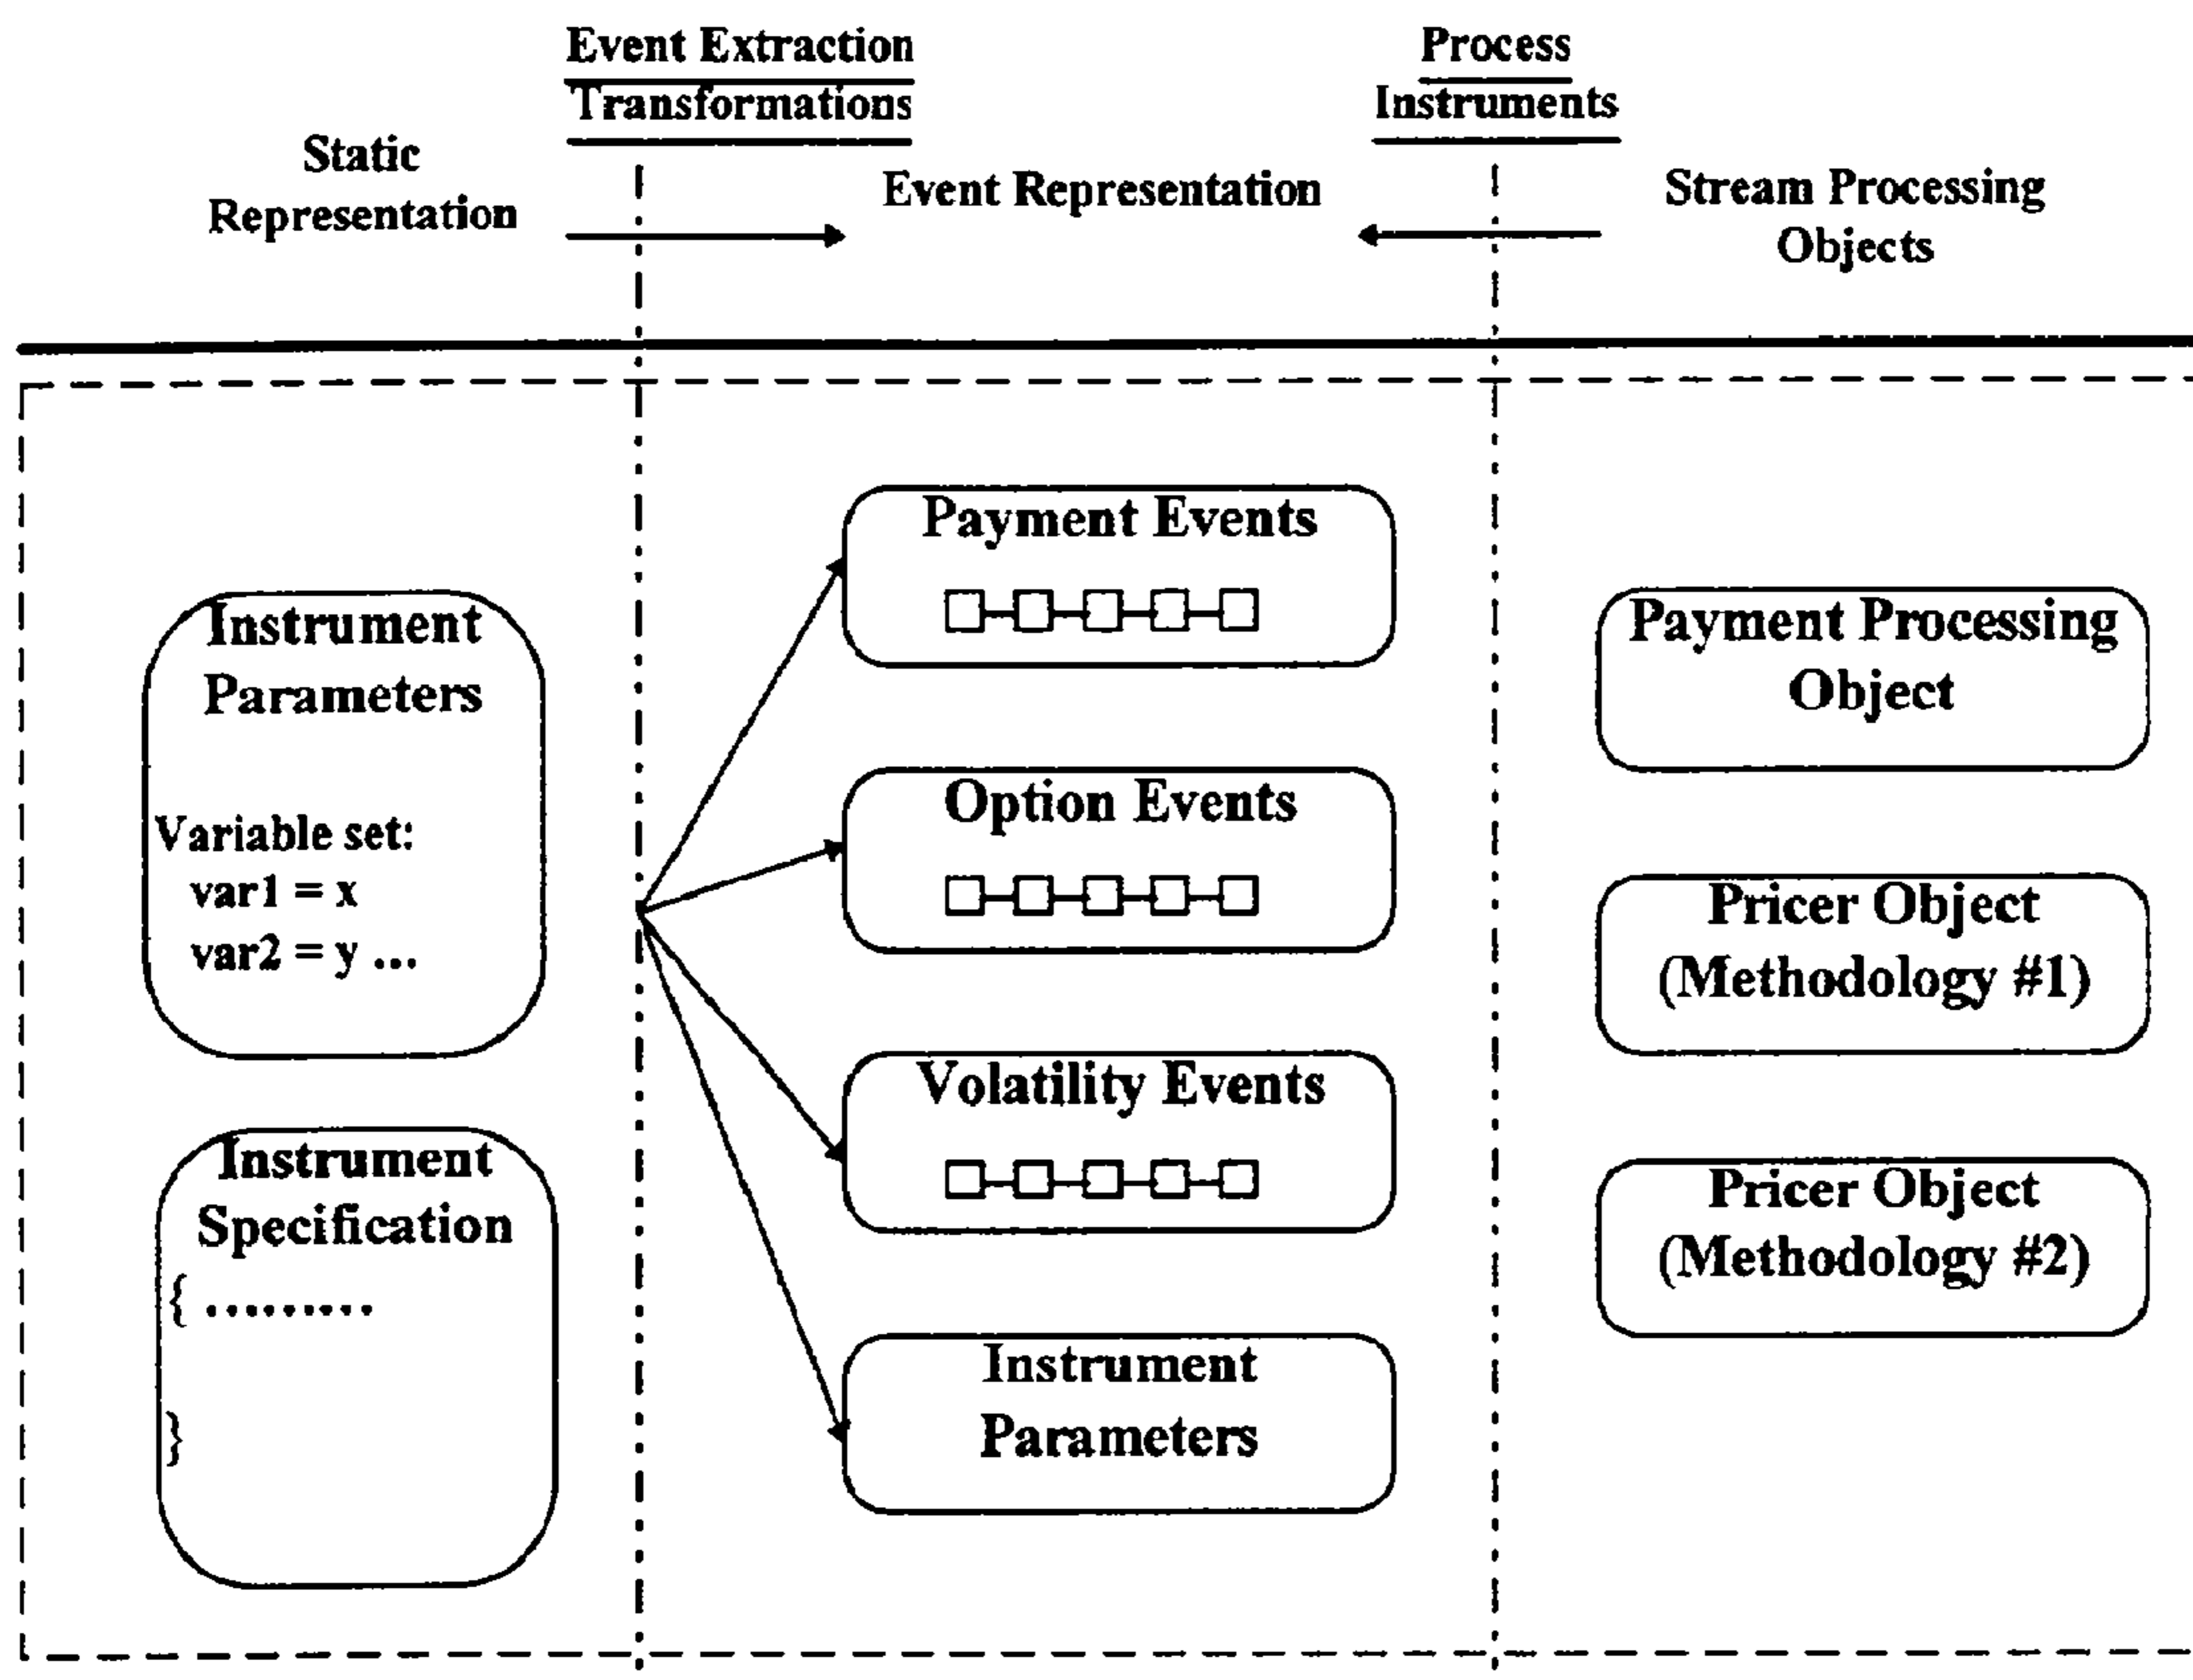 Event Extraction
Transformations
Process
Instruments
Static
Representation
Event Representation
Stream Processing
Objects
Instrument
Parameters
Variable set:
var1 = x
var2 = y ...
Instrument
Specification
{ .........
}
Payment Events
Option Events
Volatility Events
Instrument
Parameters
Payment Processing
Object
Pricer Object
(Methodology #1)
Pricer Object
(Methodology #2)